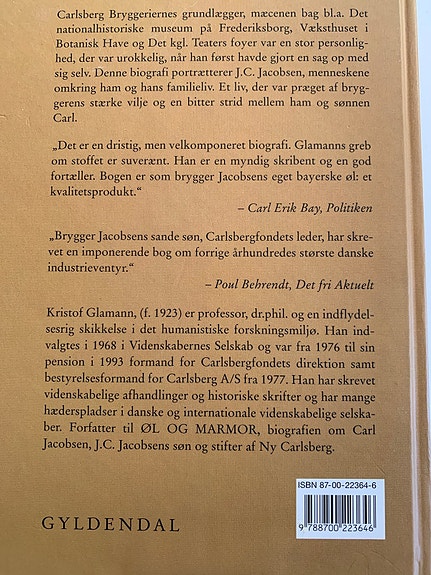 Carlsberg Bryggeriernes grundlægger, mæcenen bag bl.a. Det
nationalhistoriske museum på Frederiksborg, Væksthuset i
Botanisk Have og Det kgl. Teaters foyer var en stor personlig-
hed, der var urokkelig, når han først havde gjort en sag op med
sig selv. Denne biografi portrætterer J.C. Jacobsen, menneskene
omkring ham og hans familieliv. Et liv, der var præget af bryg-
gerens stærke vilje og en bitter strid mellem ham og sønnen
Carl.
„Det er en dristig, men velkomponeret biografi. Glamanns greb
om stoffet er suverænt. Han er en myndig skribent og en god
fortæller. Bogen er som brygger Jacobsens eget bayerske øl: et
kvalitetsprodukt.“
– Carl Erik Bay, Politiken
„Brygger Jacobsens sande søn, Carlsbergfondets leder, har skre-
vet en imponerende bog om forrige århundredes største danske
industrieventyr.“
– Poul Behrendt, Det fri Aktuelt
Kristof Glamann, (f. 1923) er professor, dr.phil. og en indflydel-
sesrig skikkelse i det humanistiske forskningsmiljø. Han ind-
valgtes i 1968 i Videnskabernes Selskab og var fra 1976 til sin
pension i 1993 formand for Carlsbergfondets direktion samt
bestyrelsesformand for Carlsberg A/S fra 1977. Han har skrevet
videnskabelige afhandlinger og historiske skrifter og har mange
hæderspladser i danske og internationale videnskabelige selska-
ber. Forfatter til ØL OG MARMOR, biografien om Carl
Jacobsen, J.C. Jacobsens søn og stifter af Ny Carlsberg.
ISBN 87-00-22364-6
9 788700 223646
GYLDENDAL